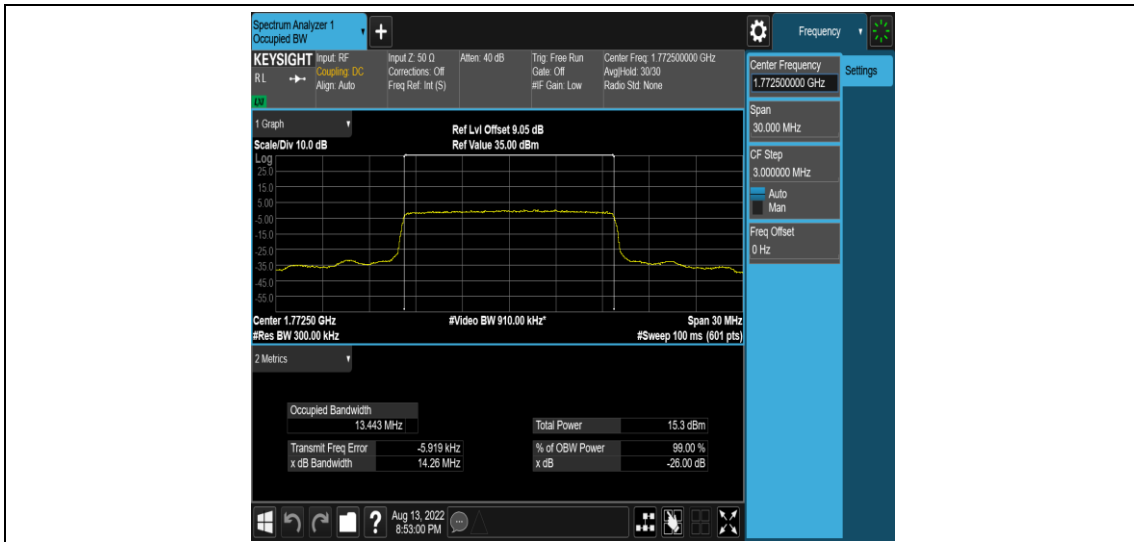 Spectrum Analyzer 1
Occupied BW
+
Frequency
KEYSIGHT
RL
LXI
Input: RF
Coupling: DC
Align: Auto
Input Z: 50 Ω
Corrections: Off
Freq Ref: Int (S)
Atten: 40 dB
Trig: Free Run
Gate: Off
#IF Gain: Low
Center Freq: 1.772500000 GHz
Avg|Hold: 30/30
Radio Std: None
Center Frequency
1.772500000 GHz
Settings
Span
30.000 MHz
CF Step
3.000000 MHz
Auto
Man
Freq Offset
0 Hz
1 Graph
Scale/Div 10.0 dB
Ref Lvl Offset 9.05 dB
Ref Value 35.00 dBm
Log
25.0
15.0
5.00
-5.00
-15.0
-25.0
-35.0
-45.0
-55.0
Center 1.77250 GHz
#Video BW 910.00 kHz*
Span 30 MHz
#Res BW 300.00 kHz
#Sweep 100 ms (601 pts)
2 Metrics
Occupied Bandwidth
13.443 MHz
Total Power 15.3 dBm
Transmit Freq Error -5.919 kHz
% of OBW Power 99.00 %
x dB Bandwidth 14.26 MHz
x dB -26.00 dB
?
Aug 13, 2022
8:53:00 PM